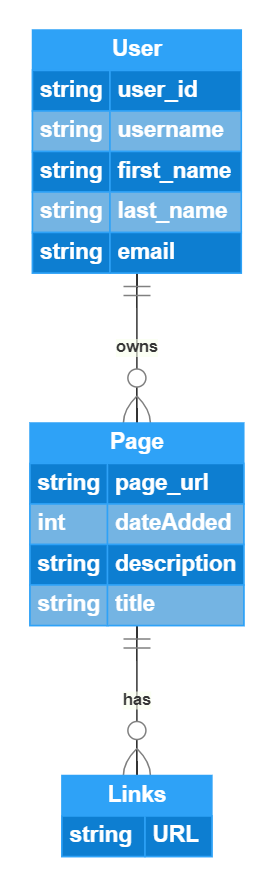 User
string user_id
string username
string first_name
string last_name
string email
owns
Page
string page_url
int dateAdded
string description
string title
has
Links
string URL